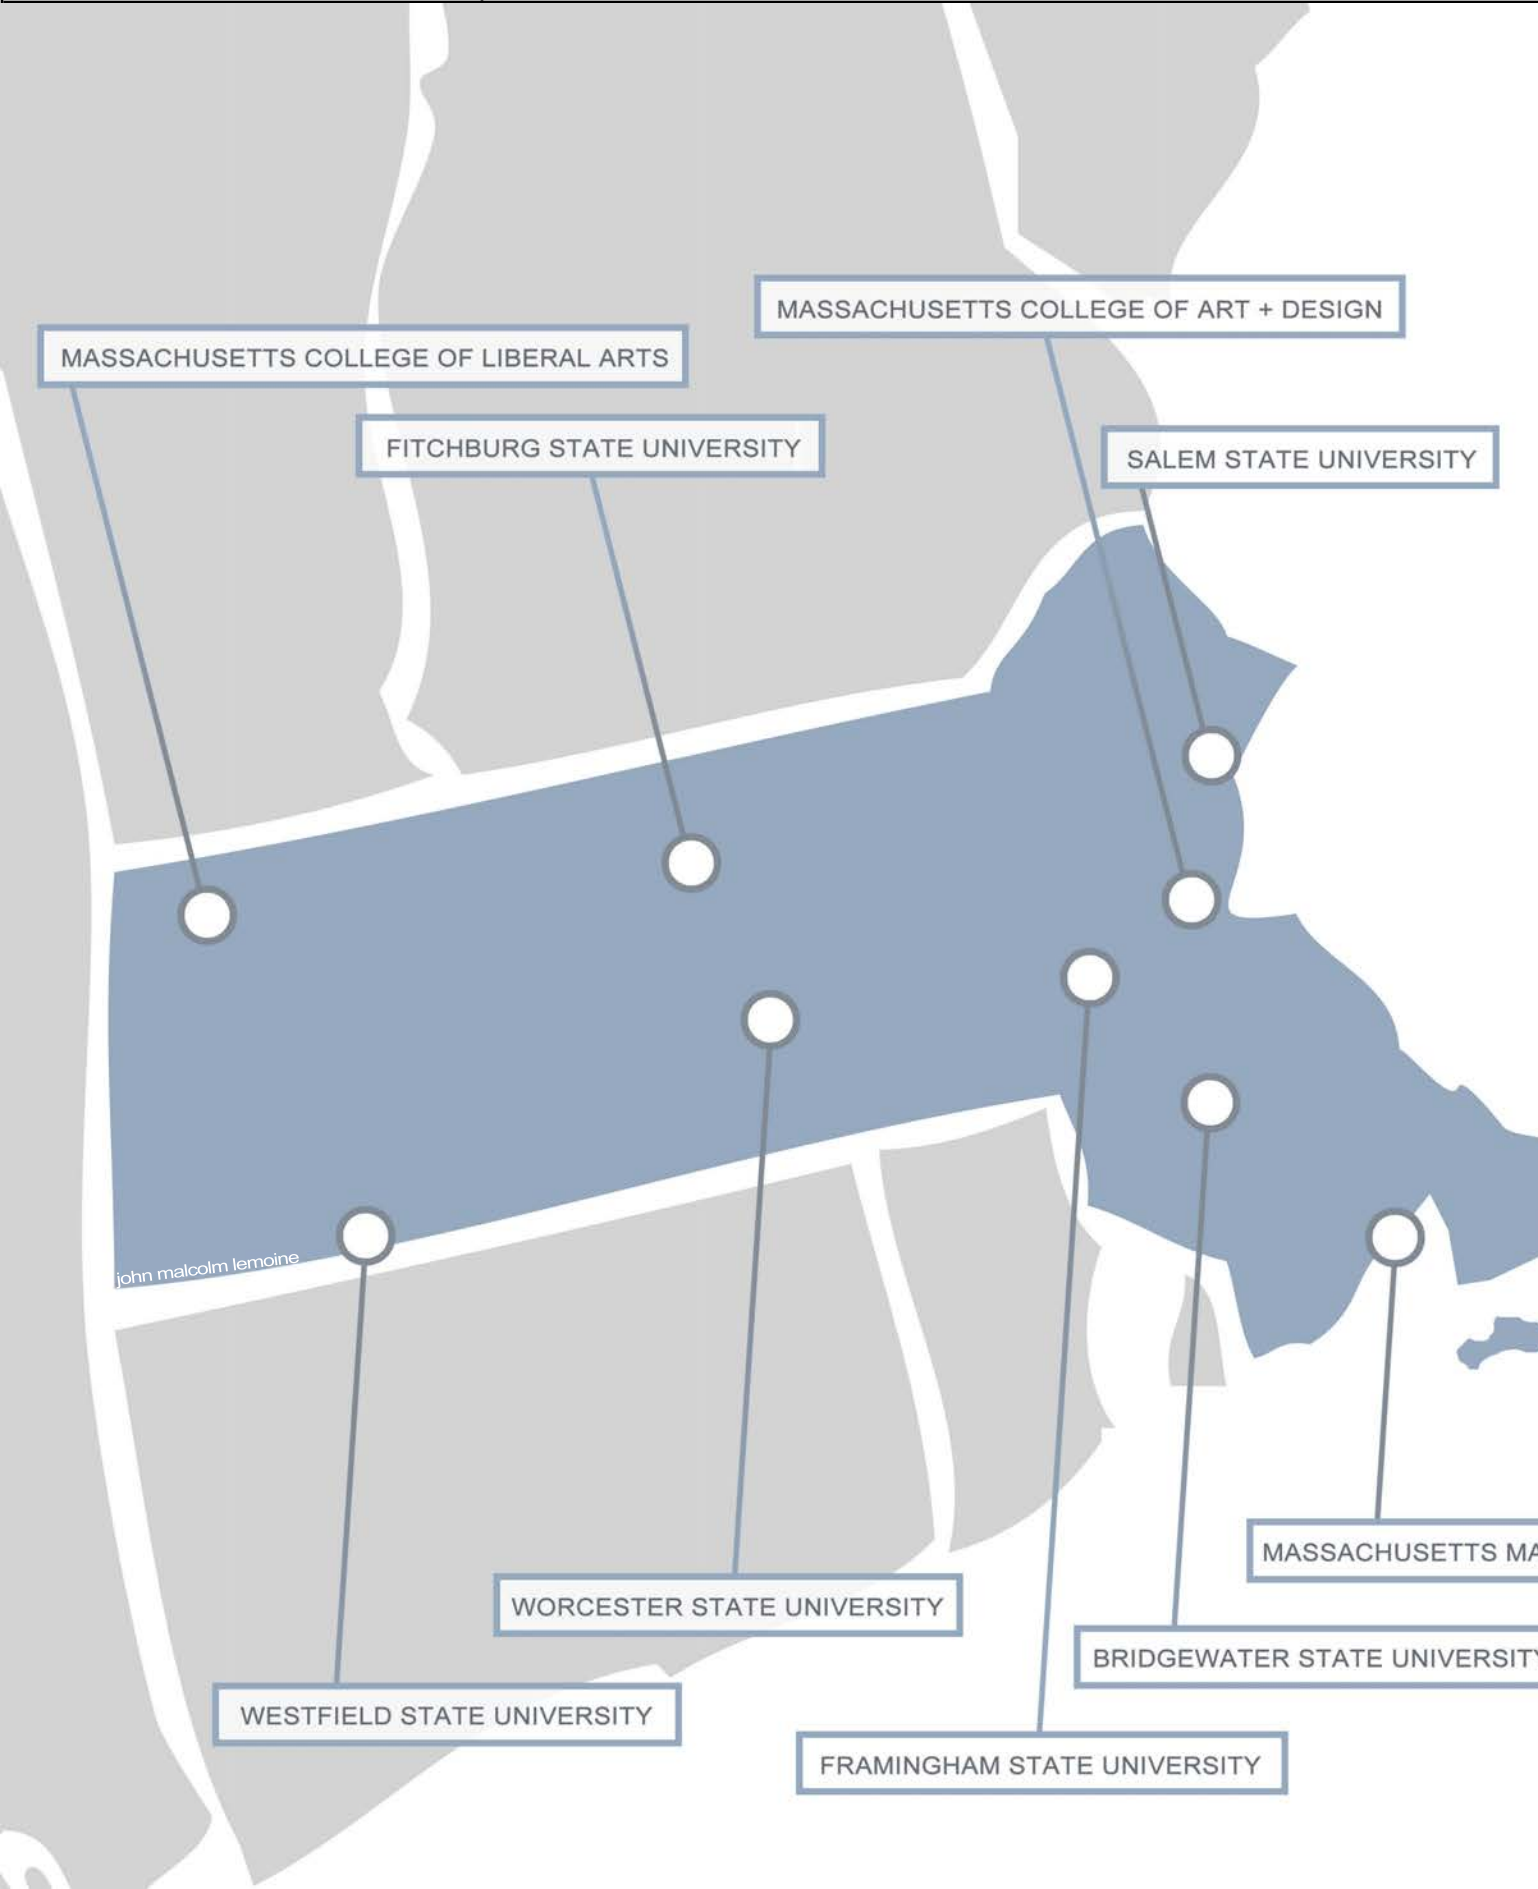 MASSACHUSETTS COLLEGE OF ART + DESIGN
MASSACHUSETTS COLLEGE OF LIBERAL ARTS
FITCHBURG STATE UNIVERSITY
SALEM STATE UNIVERSITY
john malcolm lemoine
MASSACHUSETTS MA
WORCESTER STATE UNIVERSITY
BRIDGEWATER STATE UNIVERSITY
WESTFIELD STATE UNIVERSITY
FRAMINGHAM STATE UNIVERSITY